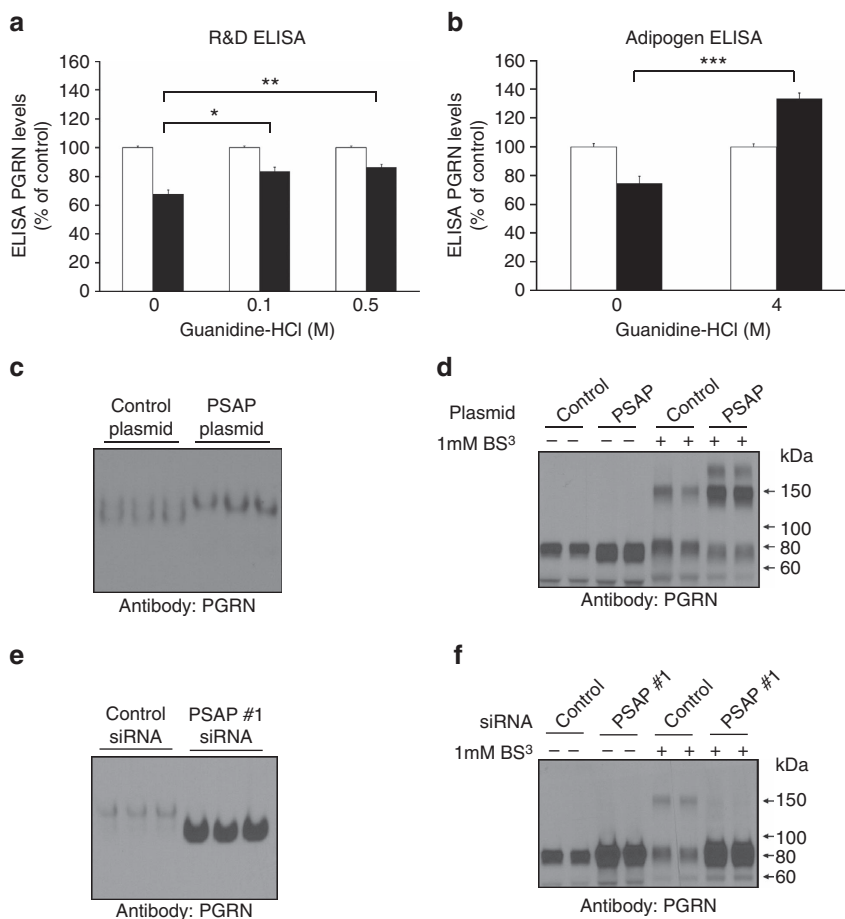 a
R&D ELISA
ELISA PGRN levels
(% of control)
160
140
120
100
80
60
40
20
0
**
*
0 0.1 0.5
Guanidine-HCl (M)
b
Adipogen ELISA
ELISA PGRN levels
(% of control)
160
140
120
100
80
60
40
20
0
***
0 4
Guanidine-HCl (M)
c
Control
plasmid
PSAP
plasmid
Antibody: PGRN
d
Plasmid Control PSAP Control PSAP
1mM BS³ – – – – + + + +
kDa
150
100
80
60
Antibody: PGRN
e
Control
siRNA
PSAP #1
siRNA
Antibody: PGRN
f
siRNA Control PSAP #1 Control PSAP #1
1mM BS³ – – – – + + + +
kDa
150
100
80
60
Antibody: PGRN